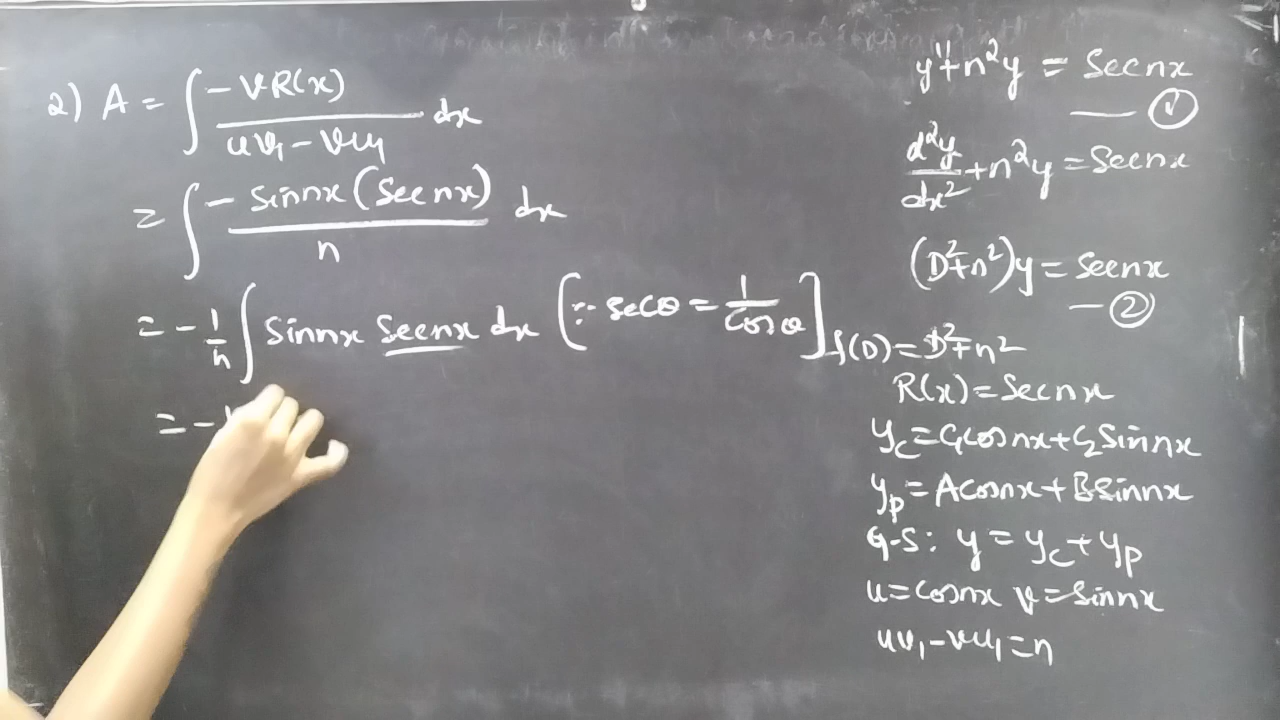 2) A = ∫ -VR(x) / uv₁ - vu₁ dx
= ∫ - sinnx (Secnx) / n dx
= - 1/n ∫ Sinnx Secnx dx [∵ secθ = 1/cosθ]
= -
y'' + n²y = Secnx — ①
d²y/dx² + n²y = Secnx
(D² + n²)y = Secnx — ②
f(D) = D² + n²
R(x) = Secnx
y_c = C₁cosnx + C₂Sinnx
y_p = Acosnx + BSinnx
G-S: y = y_c + y_p
u = cosnx v = Sinnx
uv₁ - vu₁ = n